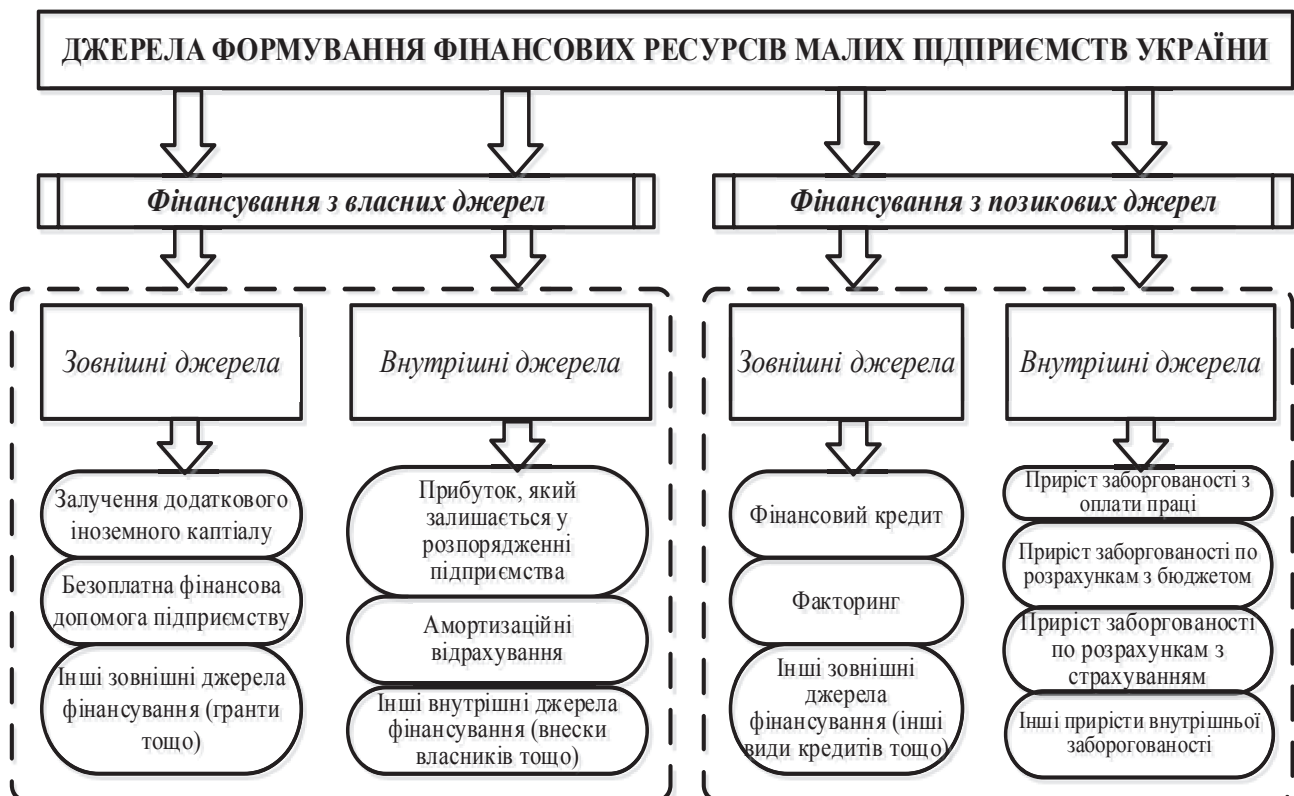 ДЖЕРЕЛА ФОРМУВАННЯ ФІНАНСОВИХ РЕСУРСІВ МАЛИХ ПІДПРИЄМСТВ УКРАЇНИ
Фінансування з власних джерел
Фінансування з позикових джерел
Зовнішні джерела
Внутрішні джерела
Зовнішні джерела
Внутрішні джерела
Залучення додаткового
іноземного каптіалу
Безоплатна фінансова
допомога підприємству
Інші зовнішні джерела
фінансування (гранти
тощо)
Прибуток, який
залишається у
розпорядженні
підприємства
Амортизаційні
відрахування
Інші внутрішні джерела
фінансування (внески
власників тощо)
Фінансовий кредит
Факторинг
Інші зовнішні
джерела
фінансування (інші
види кредитів тощо)
Приріст заборгованості з
оплати праці
Приріст заборгованості по
розрахункам з бюджетом
Приріст заборгованості
по розрахункам з
страхуванням
Інші прирісти внутрішньої
заборогованості